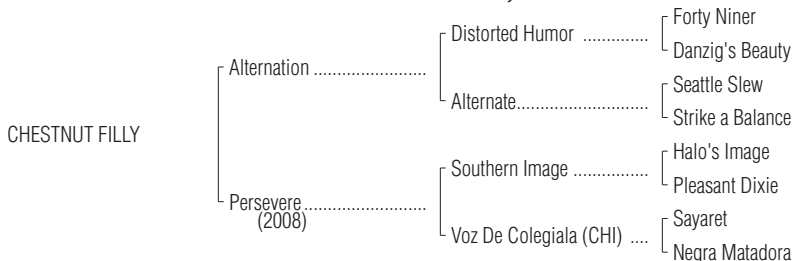 Forty Niner
Distorted Humor ..............
Danzig's Beauty
Alternation ........................
Seattle Slew
Alternate............................
Strike a Balance
CHESTNUT FILLY
Halo's Image
Southern Image ................
Pleasant Dixie
Persevere..........................
(2008)
Sayaret
Voz De Colegiala (CHI) ....
Negra Matadora